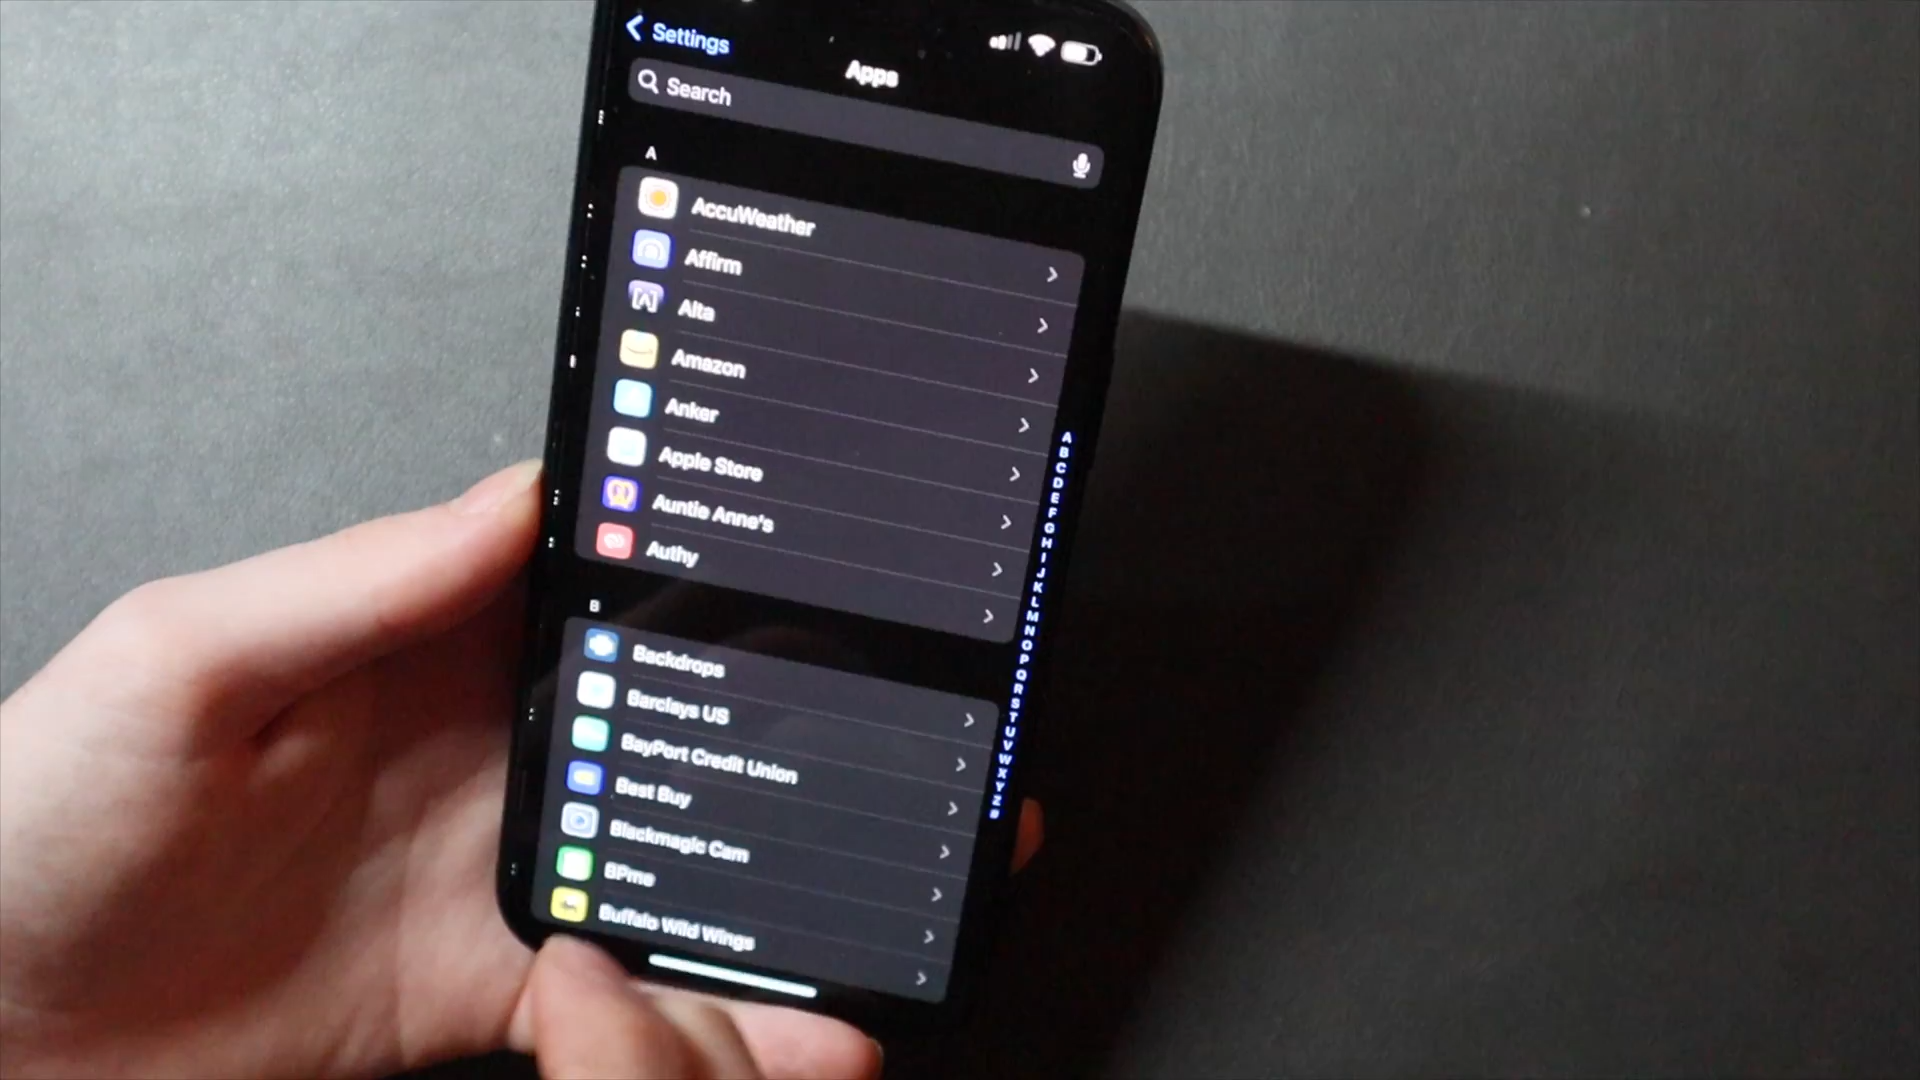 Settings
Apps
Search
A
AccuWeather
Affirm
Alta
Amazon
Anker
Apple Store
Auntie Anne's
Authy
B
Backdrops
Barclays US
BayPort Credit Union
Best Buy
Blackmagic Cam
BPme
Buffalo Wild Wings
A
B
C
D
E
F
G
H
I
J
K
L
M
N
O
P
Q
R
S
T
U
V
W
X
Y
Z
#